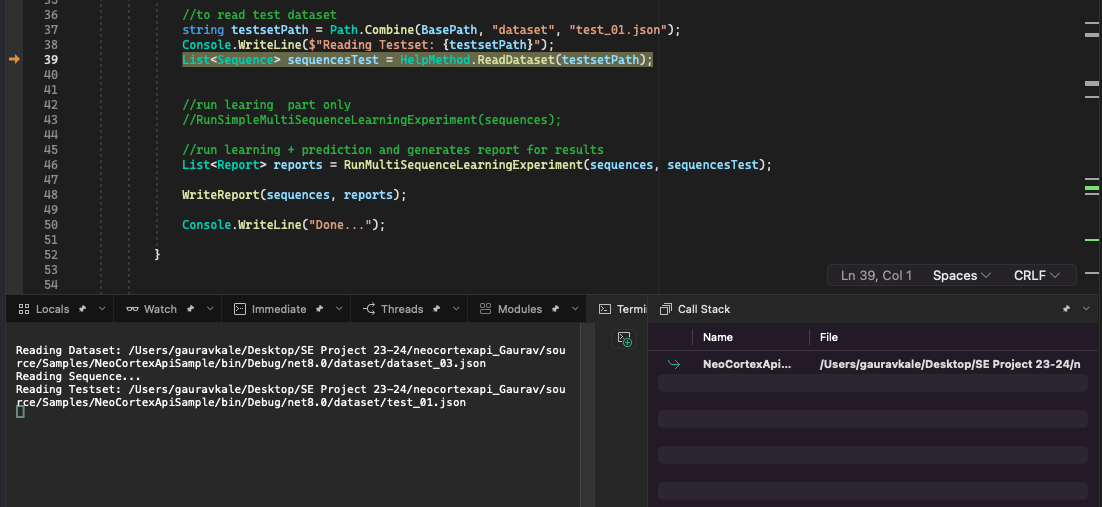 36 //to read test dataset
37 string testsetPath = Path.Combine(BasePath, "dataset", "test_01.json");
38 Console.WriteLine($"Reading Testset: {testsetPath}");
39 List<Sequence> sequencesTest = HelpMethod.ReadDataset(testsetPath);
40
41
42 //run learing  part only
43 //RunSimpleMultiSequenceLearningExperiment(sequences);
44
45 //run learning + prediction and generates report for results
46 List<Report> reports = RunMultiSequenceLearningExperiment(sequences, sequencesTest);
47
48 WriteReport(sequences, reports);
49
50 Console.WriteLine("Done...");
51
52 }
53
54
Ln 39, Col 1 Spaces CRLF
Locals Watch Immediate Threads Modules Termi Call Stack
Name File
Reading Dataset: /Users/gauravkale/Desktop/SE Project 23-24/neocortexapi_Gaurav/sou
rce/Samples/NeoCortexApiSample/bin/Debug/net8.0/dataset/dataset_03.json
Reading Sequence...
Reading Testset: /Users/gauravkale/Desktop/SE Project 23-24/neocortexapi_Gaurav/sou
rce/Samples/NeoCortexApiSample/bin/Debug/net8.0/dataset/test_01.json
NeoCortexApi... /Users/gauravkale/Desktop/SE Project 23-24/n